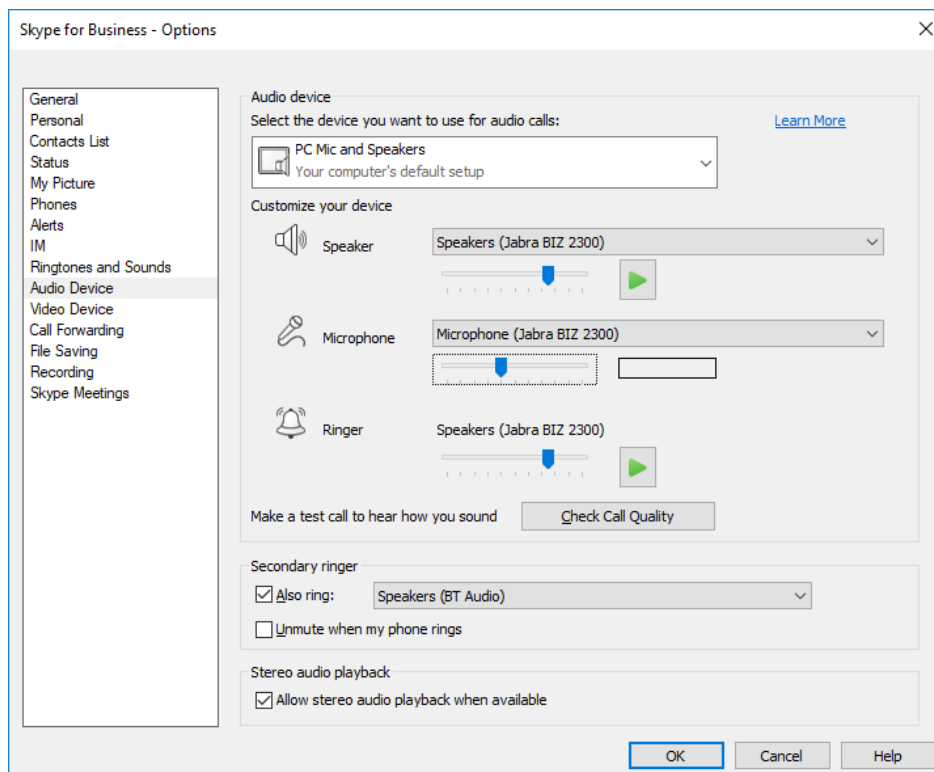 Skype for Business - Options
General
Personal
Contacts List
Status
My Picture
Phones
Alerts
IM
Ringtones and Sounds
Audio Device
Video Device
Call Forwarding
File Saving
Recording
Skype Meetings
Audio device
Select the device you want to use for audio calls:
Learn More
PC Mic and Speakers
Your computer's default setup
Customize your device
Speaker
Speakers (Jabra BIZ 2300)
Microphone
Microphone (Jabra BIZ 2300)
Ringer
Speakers (Jabra BIZ 2300)
Make a test call to hear how you sound
Check Call Quality
Secondary ringer
Also ring:
Speakers (BT Audio)
Unmute when my phone rings
Stereo audio playback
Allow stereo audio playback when available
OK
Cancel
Help